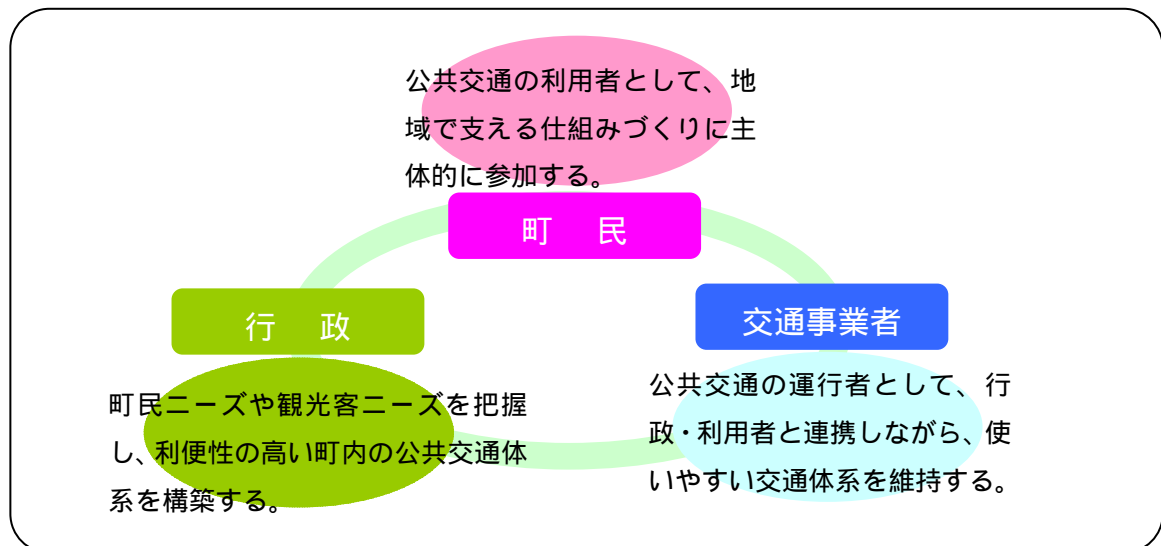 公共交通の利用者として、地
域で支える仕組みづくりに主
体的に参加する。
町　民
行　政
町民ニーズや観光客ニーズを把握
し、利便性の高い町内の公共交通体
系を構築する。
交通事業者
公共交通の運行者として、行
政・利用者と連携しながら、使
いやすい交通体系を維持する。